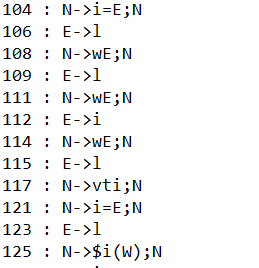 104 : N->i=E;N
106 : E->l
108 : N->wE;N
109 : E->l
111 : N->wE;N
112 : E->i
114 : N->wE;N
115 : E->l
117 : N->vti;N
121 : N->i=E;N
123 : E->l
125 : N->$i(W);N